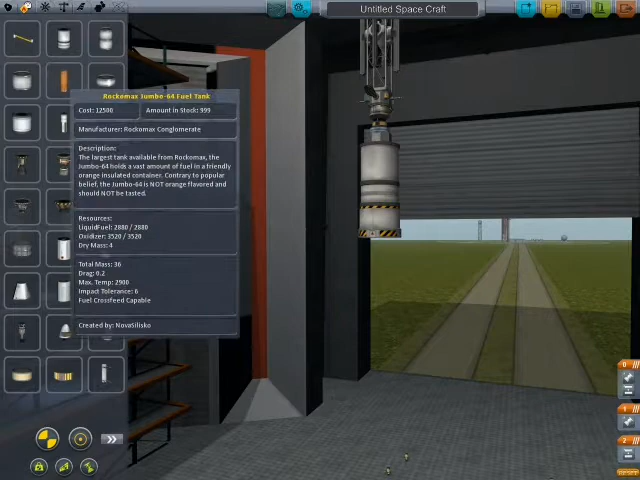 Untitled Space Craft
Rockomax Jumbo-64 Fuel Tank
Cost: 12500 Amount in Stock: 999
Manufacturer: Rockomax Conglomerate
Description:
The largest tank available from Rockomax, the
Jumbo-64 holds a vast amount of fuel in a friendly
orange insulated container. Contrary to popular
belief, the Jumbo-64 is NOT orange flavored and
should NOT be tasted.
Resources:
LiquidFuel: 2880 / 2880
Oxidizer: 3520 / 3520
Dry Mass: 4
Total Mass: 36
Drag: 0.2
Max. Temp: 2900
Impact Tolerance: 6
Fuel Crossfeed Capable
Created by: NovaSilisko
0
1
2
RESET